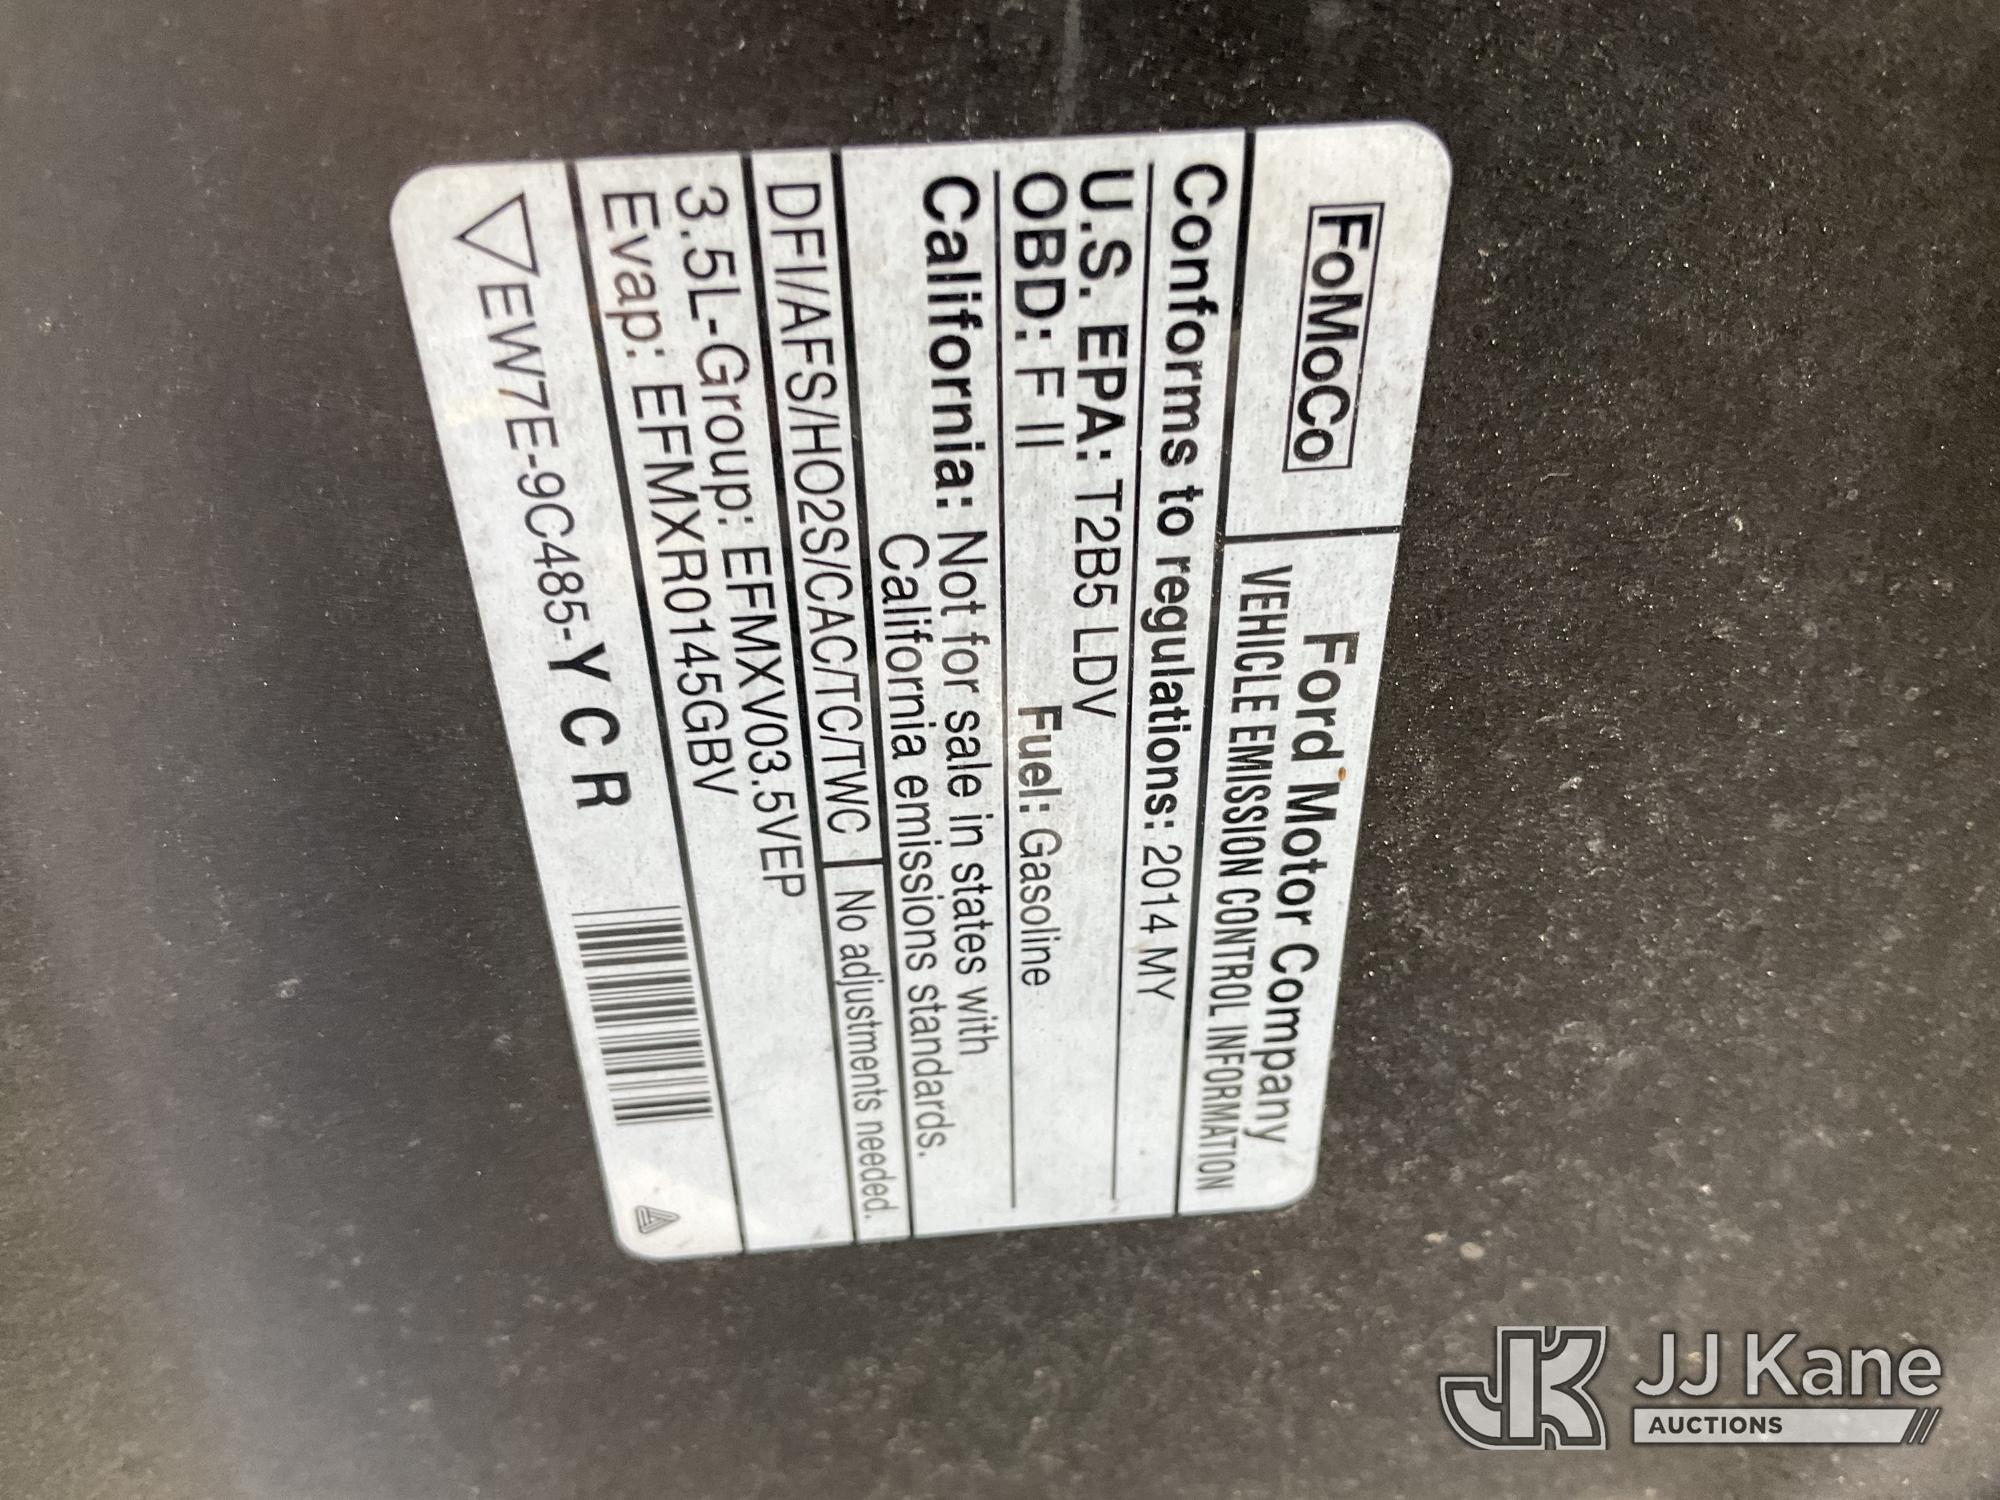 FoMoCo
Ford Motor Company
VEHICLE EMISSION CONTROL INFORMATION
Conforms to regulations: 2014 MY
U.S. EPA: T2B5 LDV
OBD: F II Fuel: Gasoline
California: Not for sale in states with
California emissions standards.
DFI/AFS/HO2S/CAC/TC/TWC No adjustments needed.
3.5L-Group: EFMXV03.5VEP
Evap: EFMXR0145GBV
EW7E-9C485-Y C R
JJ Kane
AUCTIONS